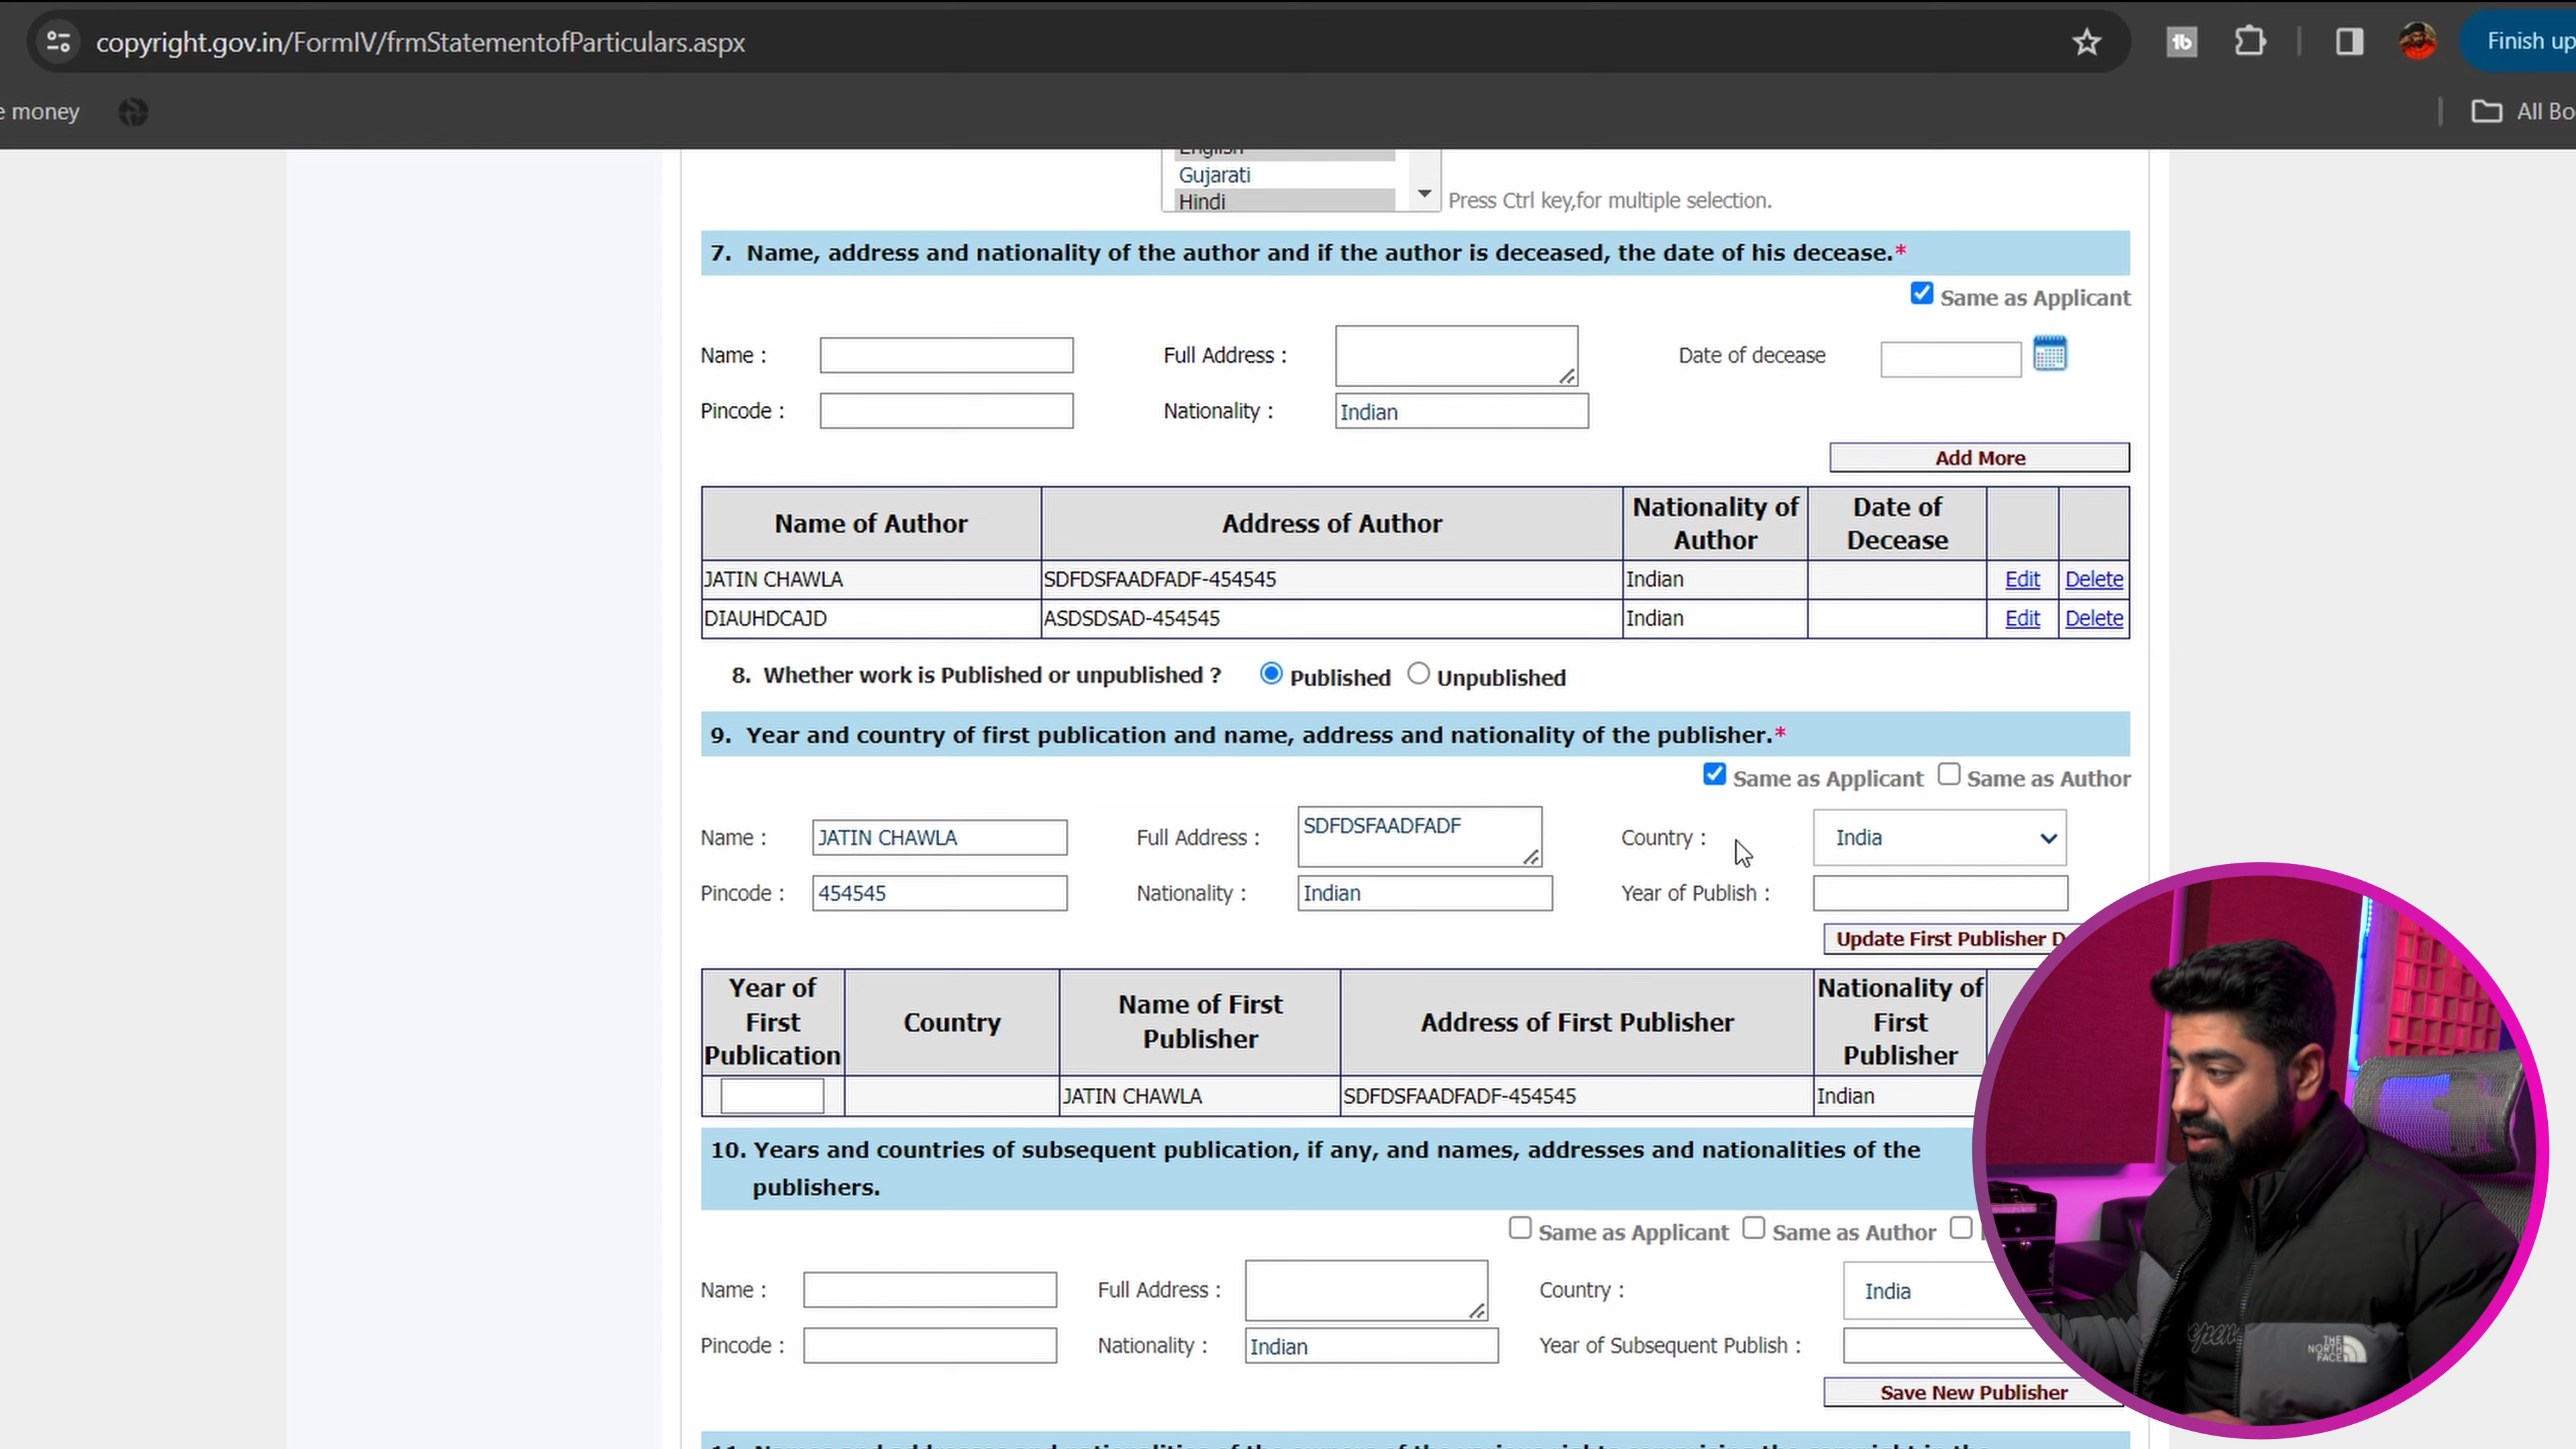 copyright.gov.in/FormIV/frmStatementofParticulars.aspx
Finish up
e money
All Bo
English
Gujarati
Hindi
Press Ctrl key,for multiple selection.
7. Name, address and nationality of the author and if the author is deceased, the date of his decease.*
Same as Applicant
Name :
Full Address :
Date of decease
Pincode :
Nationality :
Indian
Add More
Name of Author
Address of Author
Nationality of Author
Date of Decease
JATIN CHAWLA SDFDSFAADFADF-454545 Indian Edit Delete
DIAUHDCAJD ASDSDSAD-454545 Indian Edit Delete
8. Whether work is Published or unpublished ? Published Unpublished
9. Year and country of first publication and name, address and nationality of the publisher.*
Same as Applicant Same as Author
Name : JATIN CHAWLA Full Address : SDFDSFAADFADF Country : India
Pincode : 454545 Nationality : Indian Year of Publish :
Update First Publisher D
Year of First Publication
Country
Name of First Publisher
Address of First Publisher
Nationality of First Publisher
JATIN CHAWLA SDFDSFAADFADF-454545 Indian
10. Years and countries of subsequent publication, if any, and names, addresses and nationalities of the
publishers.
Same as Applicant Same as Author
Name : Full Address : Country : India
Pincode : Nationality : Indian Year of Subsequent Publish :
Save New Publisher
THE
NORTH
FACE